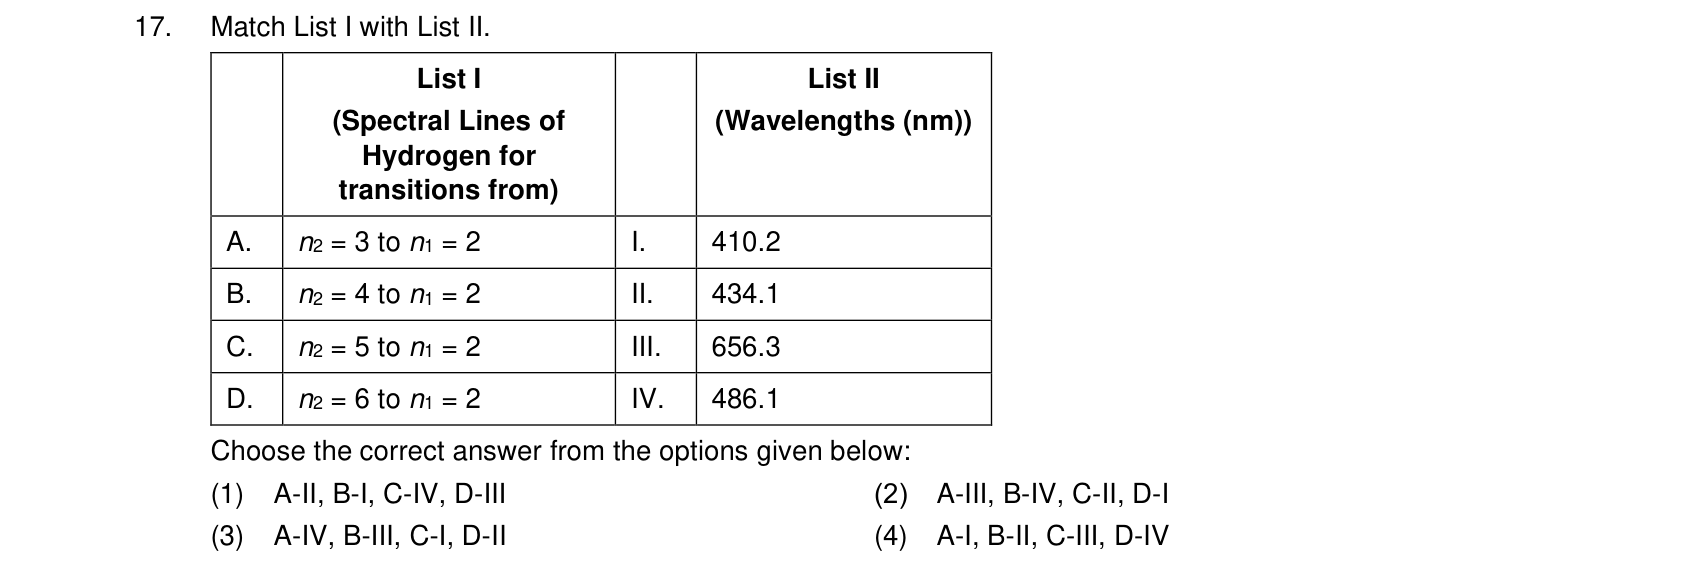 17. Match List I with List II.
List I List II
(Spectral Lines of (Wavelengths (nm))
Hydrogen for
transitions from)
A. n₂ = 3 to n₁ = 2 I. 410.2
B. n₂ = 4 to n₁ = 2 II. 434.1
C. n₂ = 5 to n₁ = 2 III. 656.3
D. n₂ = 6 to n₁ = 2 IV. 486.1
Choose the correct answer from the options given below:
(1) A-II, B-I, C-IV, D-III (2) A-III, B-IV, C-II, D-I
(3) A-IV, B-III, C-I, D-II (4) A-I, B-II, C-III, D-IV